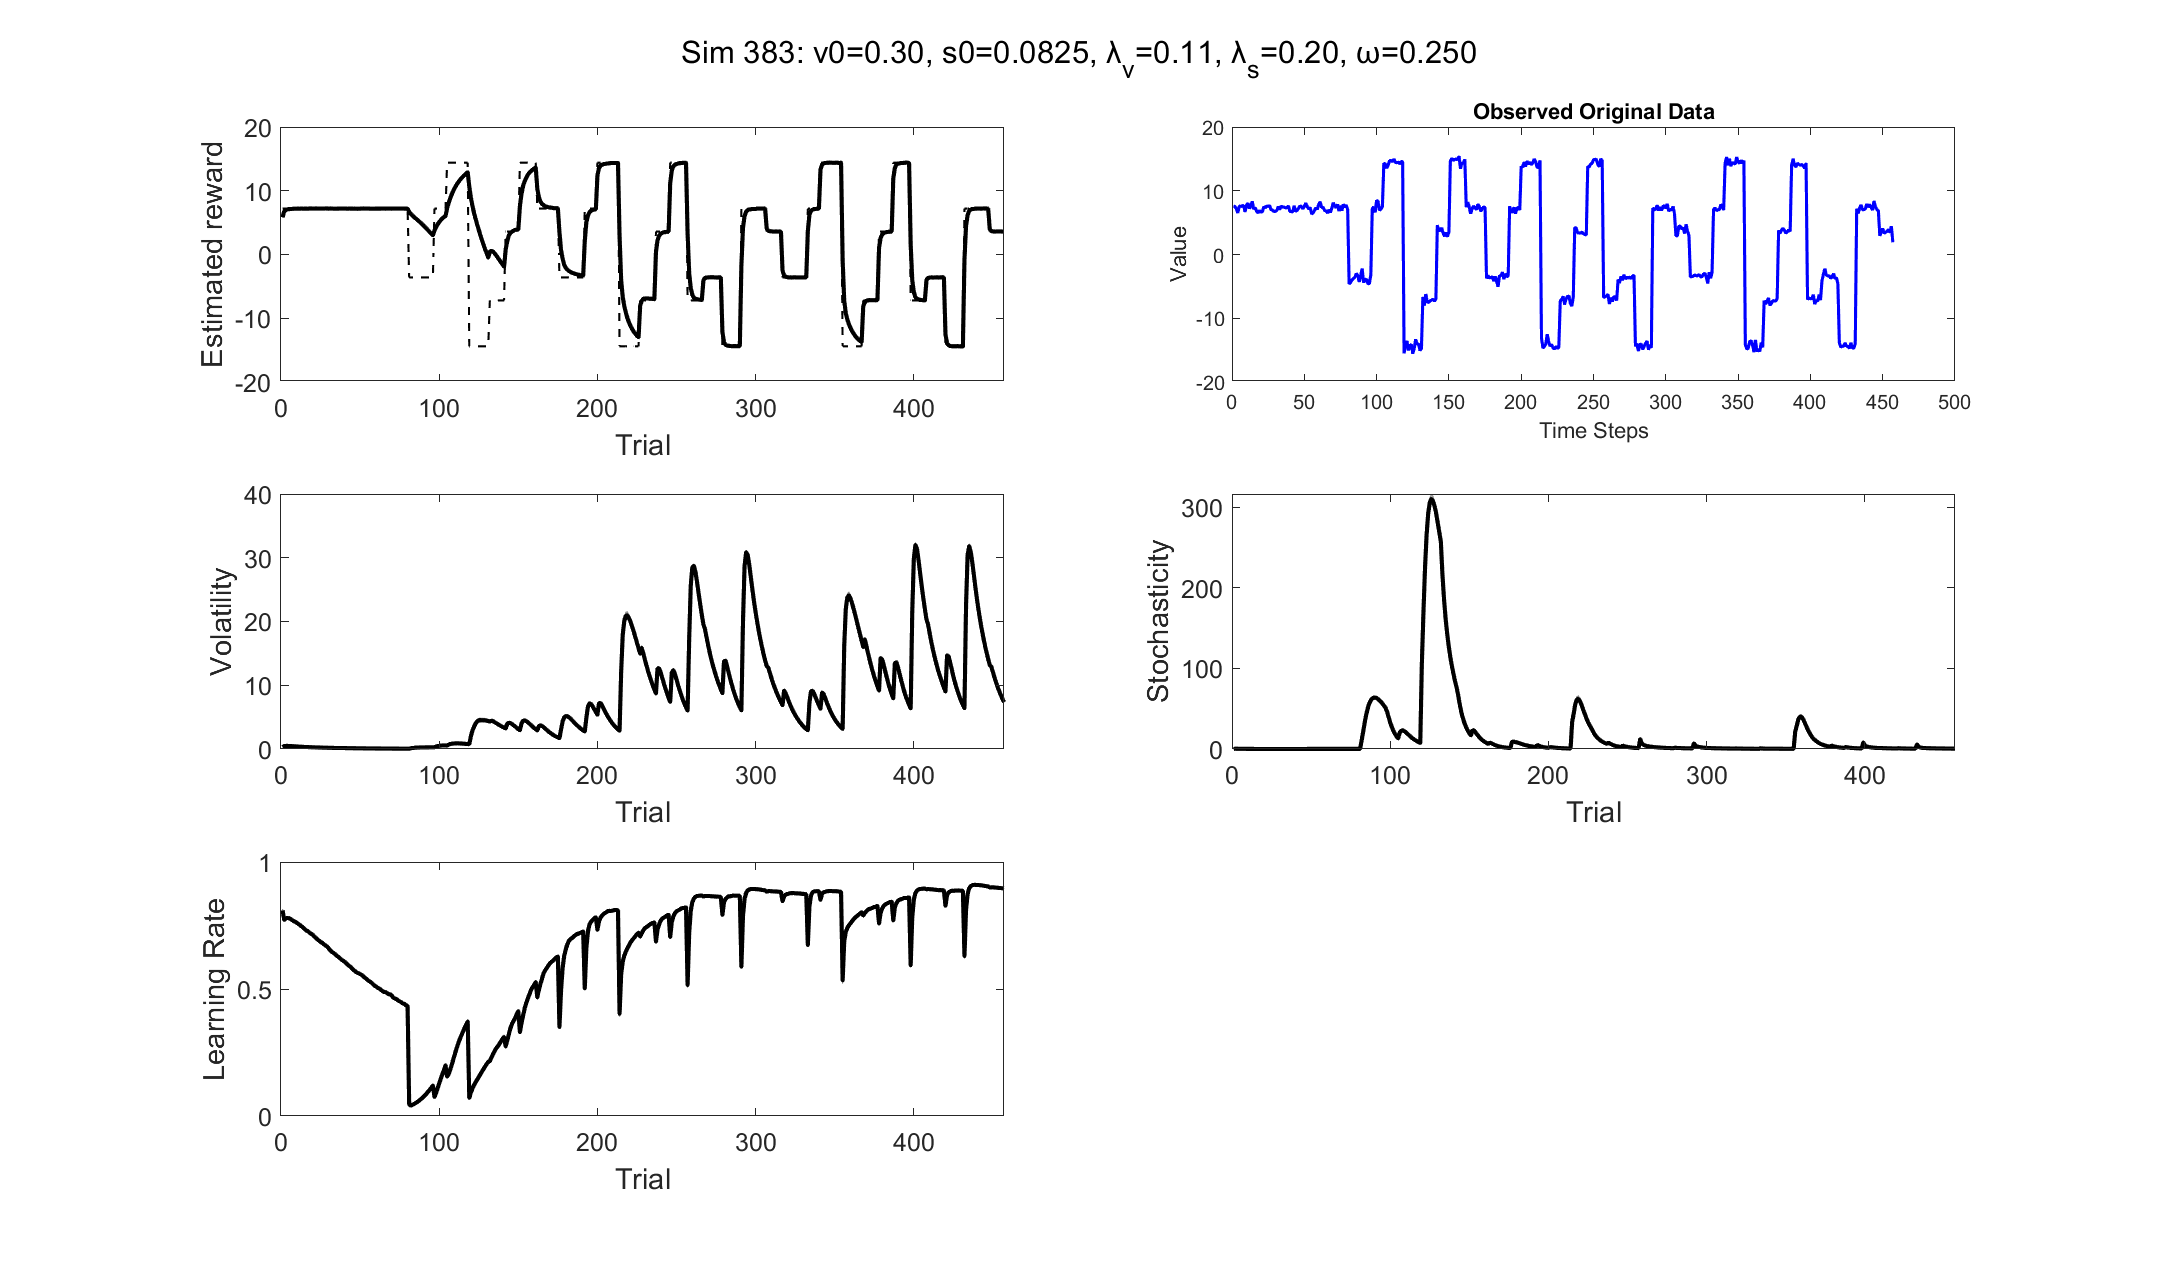 Sim 383: v0=0.30, s0=0.0825, λv=0.11, λs=0.20, ω=0.250
Estimated reward
20
10
0
-10
-20
0 100 200 300 400
Trial
Observed Original Data
Value
20
10
0
-10
-20
0 50 100 150 200 250 300 350 400 450 500
Time Steps
Volatility
40
30
20
10
0
0 100 200 300 400
Trial
Stochasticity
300
200
100
0
0 100 200 300 400
Trial
Learning Rate
1
0.5
0
0 100 200 300 400
Trial